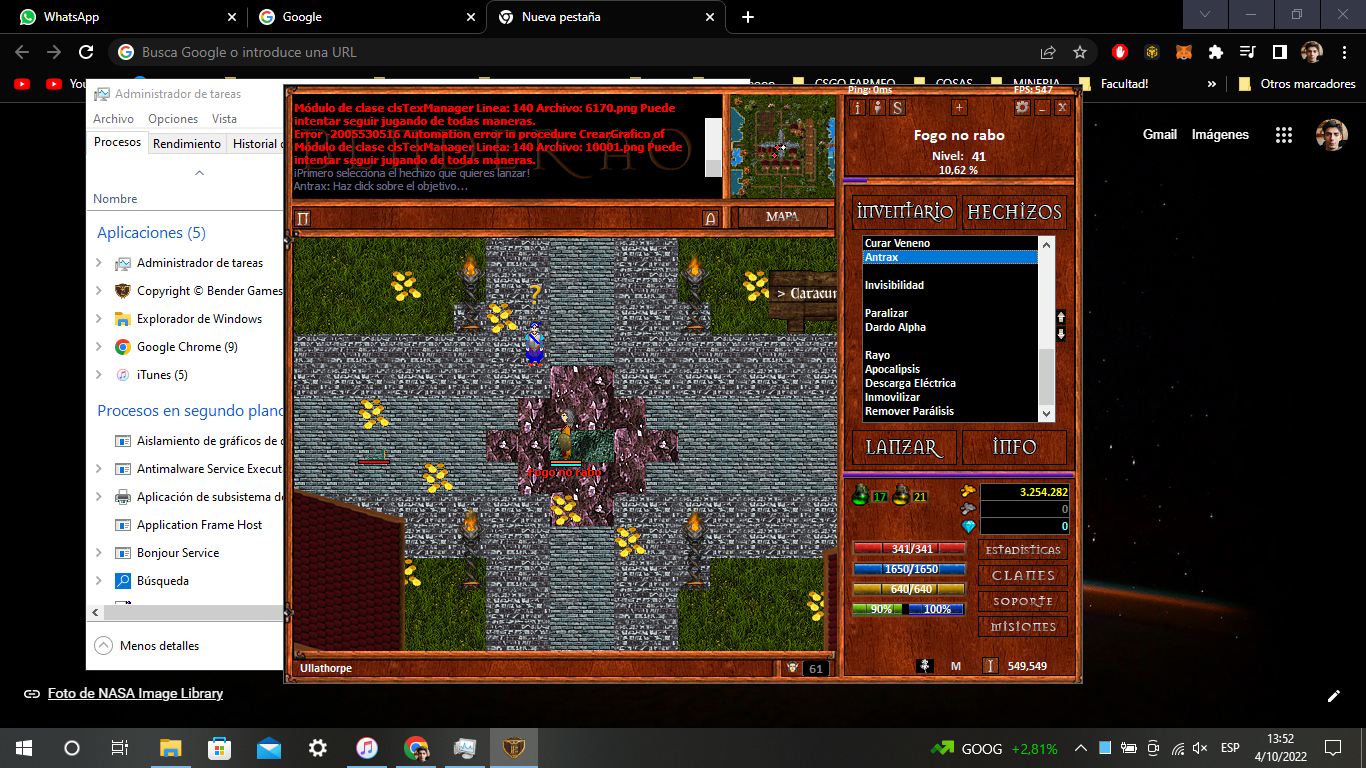 WhatsApp
Google
Nueva pestaña
Busca Google o introduce una URL
CSGO FARMEO
COSAS
MINERIA
Facultad!
»
Otros marcadores
Gmail
Imágenes
Administrador de tareas
Archivo
Opciones
Vista
Procesos
Rendimiento
Historial
Nombre
Aplicaciones (5)
Administrador de tareas
Copyright © Bender Games
Explorador de Windows
Google Chrome (9)
iTunes (5)
Procesos en segundo plano
Aislamiento de gráficos de
Antimalware Service Execut
Aplicación de subsistema de
Application Frame Host
Bonjour Service
Búsqueda
Menos detalles
Módulo de clase clsTexManager Linea: 140 Archivo: 6170.png Puede
intentar seguir jugando de todas maneras.
Error -2005530516 Automation error in procedure CrearGrafico of
Módulo de clase clsTexManager Linea: 140 Archivo: 10001.png Puede
intentar seguir jugando de todas maneras.
¡Primero selecciona el hechizo que quieres lanzar!
Antrax: Haz click sobre el objetivo...
MAPA
> Caracun
?
Fogo no rabo
Ullathorpe
61
Ping: 0ms
FPS: 547
i
S
+
_
X
Fogo no rabo
Nivel: 41
10,62 %
INVENTARIO
HECHIZOS
Curar Veneno
Antrax
Invisibilidad
Paralizar
Dardo Alpha
Rayo
Apocalipsis
Descarga Eléctrica
Inmovilizar
Remover Parálisis
LANZAR
INFO
17
21
3.254.282
0
0
341/341
1650/1650
640/640
90%
100%
ESTADÍSTICAS
CLANES
SOPORTE
MISIONES
M
549,549
Foto de NASA Image Library
GOOG +2,81%
ESP
13:52
4/10/2022